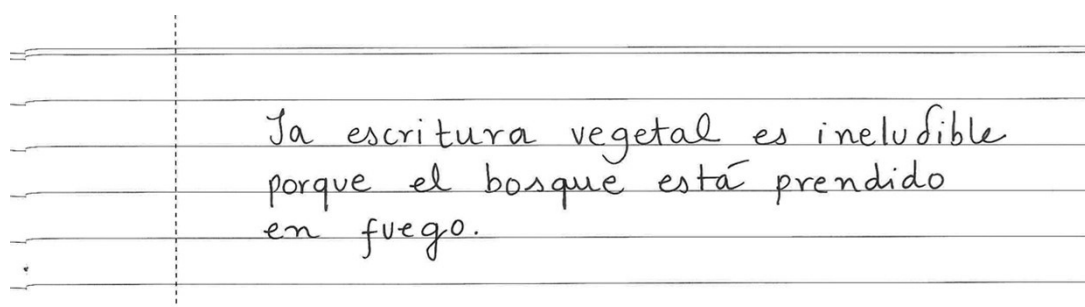 La escritura vegetal es ineludible
porque el bosque está prendido
en fuego.